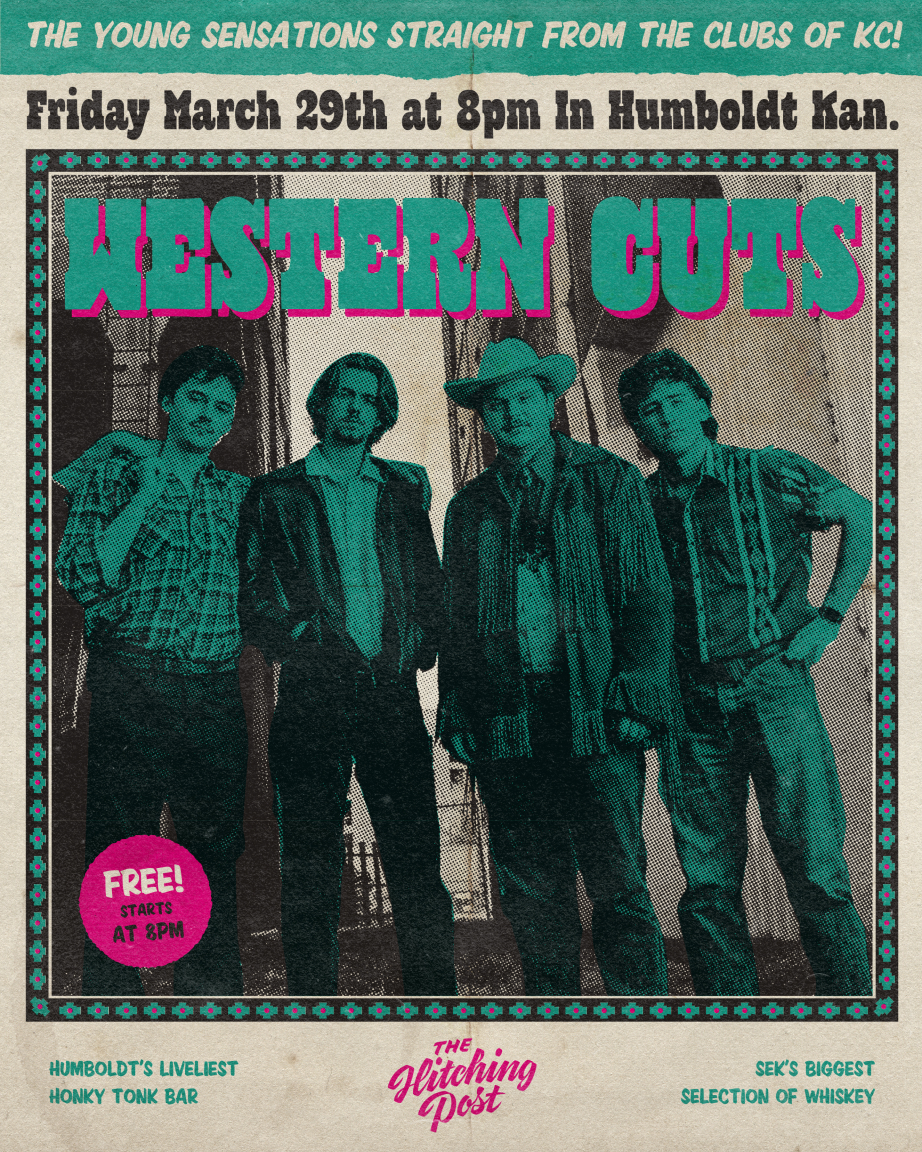 THE YOUNG SENSATIONS STRAIGHT FROM THE CLUBS OF KC!
Friday March 29th at 8pm In Humboldt Kan.
WESTERN CUTS
FREE!
STARTS
AT 8PM
HUMBOLDT'S LIVELIEST
HONKY TONK BAR
THE
Hitching
Post
SEK'S BIGGEST
SELECTION OF WHISKEY